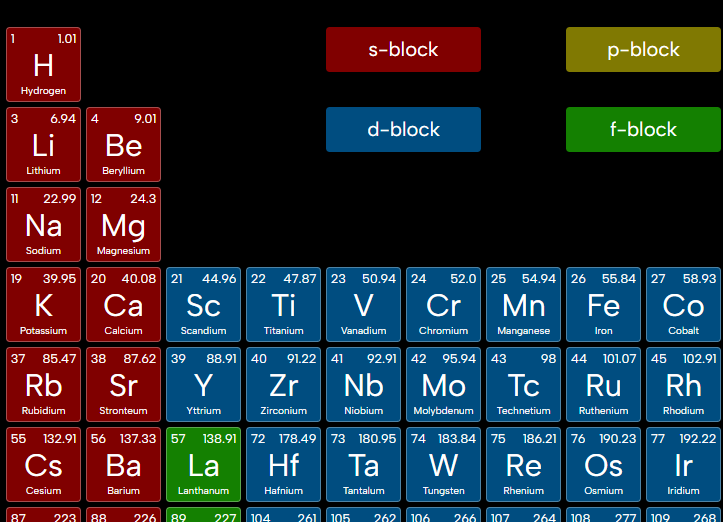 1 1.01
H
Hydrogen
s-block
p-block
3 6.94
Li
Lithium
4 9.01
Be
Beryllium
d-block
f-block
11 22.99
Na
Sodium
12 24.3
Mg
Magnesium
19 39.95
K
Potassium
20 40.08
Ca
Calcium
21 44.96
Sc
Scandium
22 47.87
Ti
Titanium
23 50.94
V
Vanadium
24 52.0
Cr
Chromium
25 54.94
Mn
Manganese
26 55.84
Fe
Iron
27 58.93
Co
Cobalt
37 85.47
Rb
Rubidium
38 87.62
Sr
Stronteum
39 88.91
Y
Yttrium
40 91.22
Zr
Zirconium
41 92.91
Nb
Niobium
42 95.94
Mo
Molybdenum
43 98
Tc
Technetium
44 101.07
Ru
Ruthenium
45 102.91
Rh
Rhodium
55 132.91
Cs
Cesium
56 137.33
Ba
Barium
57 138.91
La
Lanthanum
72 178.49
Hf
Hafnium
73 180.95
Ta
Tantalum
74 183.84
W
Tungsten
75 186.21
Re
Rhenium
76 190.23
Os
Osmium
77 192.22
Ir
Iridium
87 223
88 226
89 227
104 261
105 262
106 266
107 264
108 277
109 268